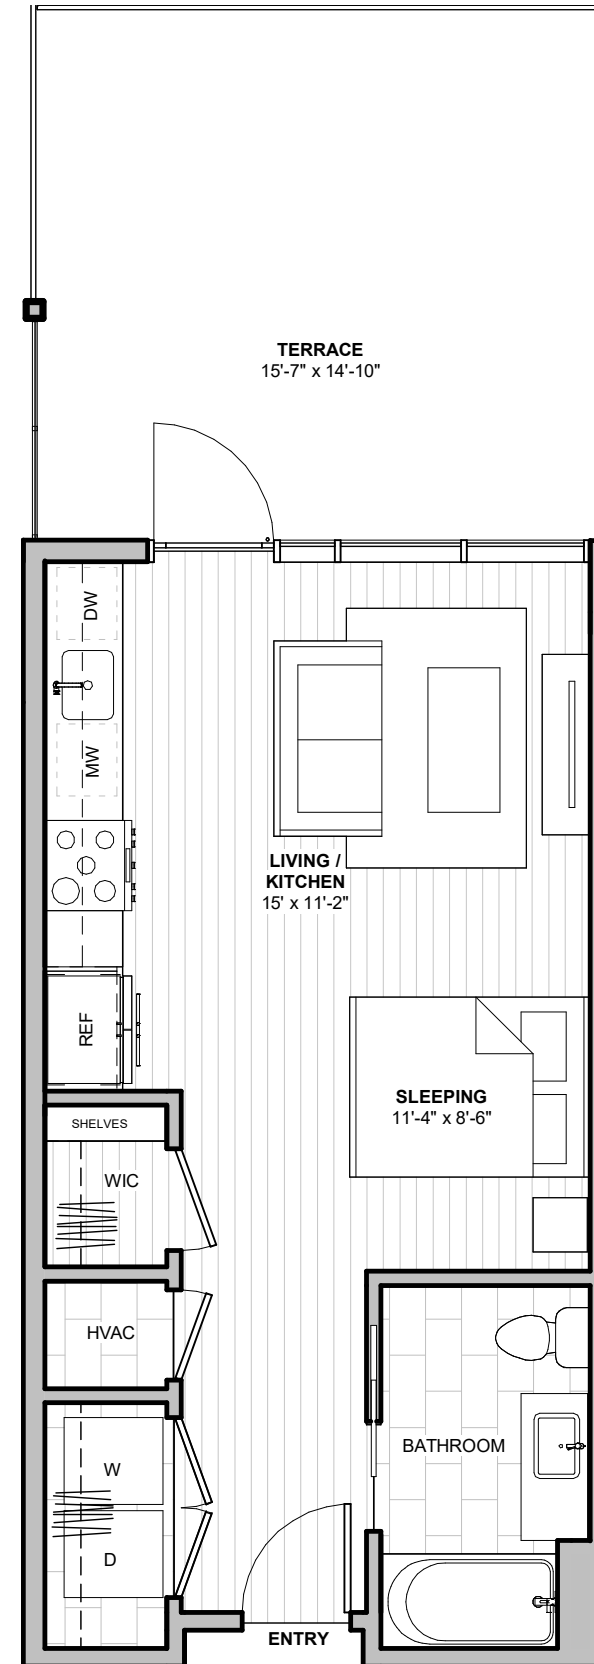 TERRACE
15'-7" x 14'-10"
DW
MW
LIVING /
KITCHEN
15' x 11'-2"
REF
SLEEPING
11'-4" x 8'-6"
SHELVES
WIC
HVAC
BATHROOM
W
D
ENTRY